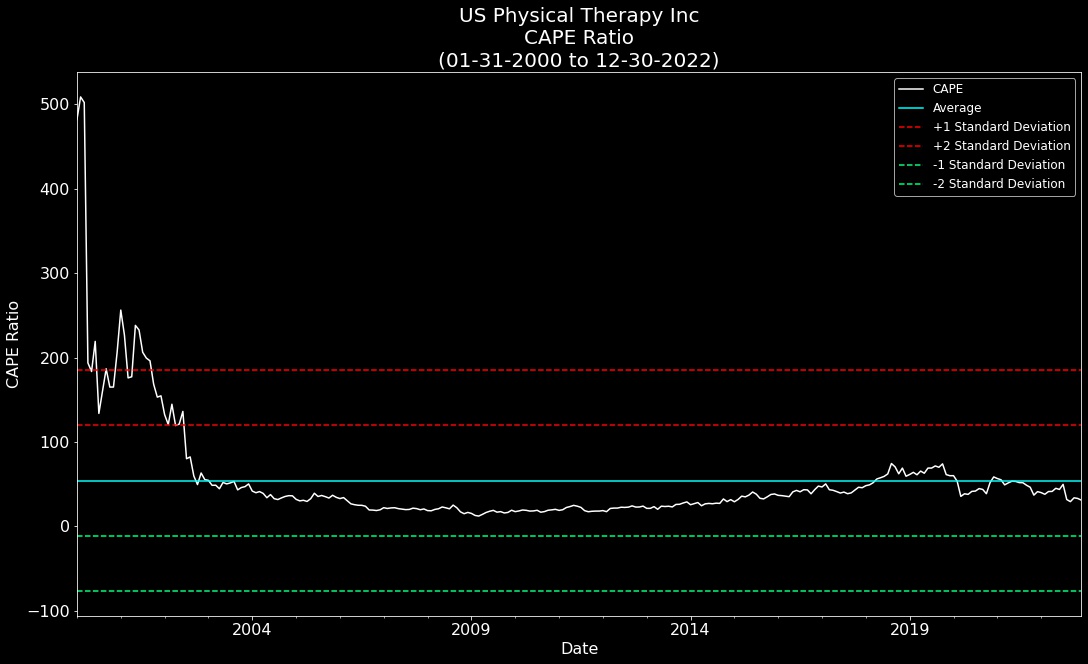 US Physical Therapy Inc
CAPE Ratio
(01-31-2000 to 12-30-2022)
CAPE
Average
+1 Standard Deviation
+2 Standard Deviation
-1 Standard Deviation
-2 Standard Deviation
CAPE Ratio
500
400
300
200
100
0
−100
2004
2009
2014
2019
Date